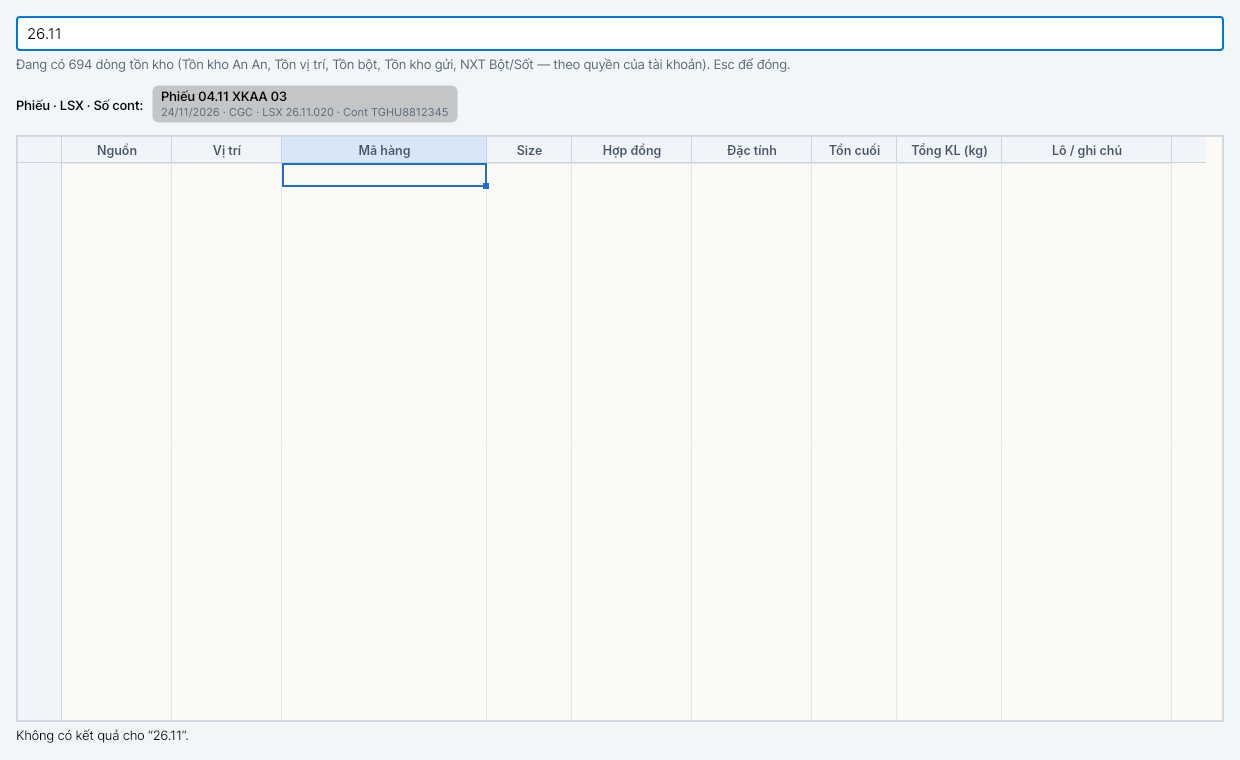 26.11
Đang có 694 dòng tồn kho (Tồn kho An An, Tồn vị trí, Tồn bột, Tồn kho gửi, NXT Bột/Sốt — theo quyền của tài khoản). Esc để đóng.
Phiếu · LSX · Số cont:
Phiếu 04.11 XKAA 03
24/11/2026 · CGC · LSX 26.11.020 · Cont TGHU8812345
Nguồn Vị trí Mã hàng Size Hợp đồng Đặc tính Tồn cuối Tổng KL (kg) Lô / ghi chú
Không có kết quả cho “26.11”.